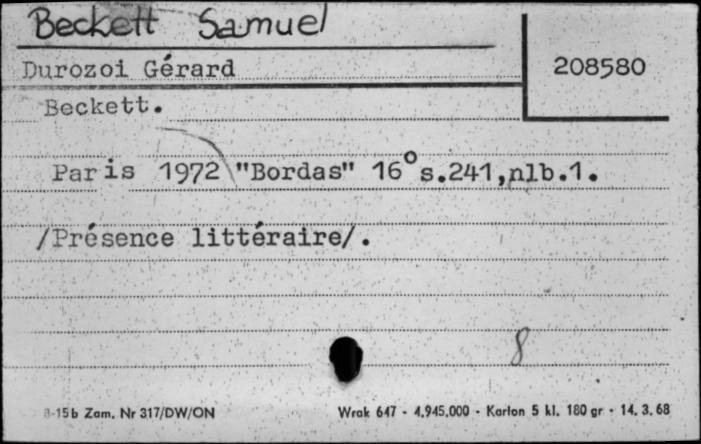 Beckett Samuel
Durozoi Gérard
208580
Beckett.
Paris 1972 "Bordas" 16° s.241,nlb.1.
/Présence littéraire/.
8
-15b Zam. Nr 317/DW/ON
Wrak 647 - 4.945.000 - Karton 5 kl. 180 gr - 14.3.68